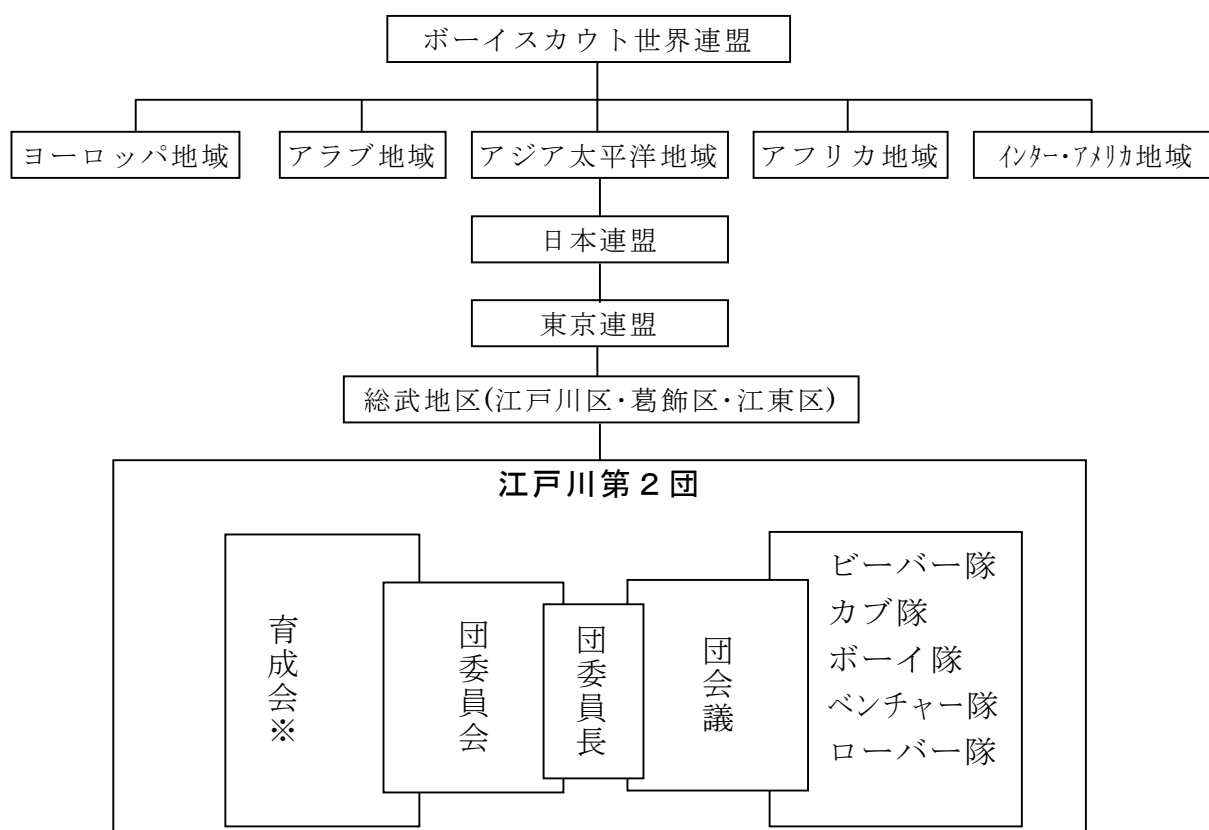 ボーイスカウト世界連盟
ヨーロッパ地域
アラブ地域
アジア太平洋地域
アフリカ地域
インター・アメリカ地域
日本連盟
東京連盟
総武地区(江戸川区・葛飾区・江東区)
江戸川第2団
育成会※
団委員会
団委員長
団会議
ビーバー隊
カブ隊
ボーイ隊
ベンチャー隊
ローバー隊